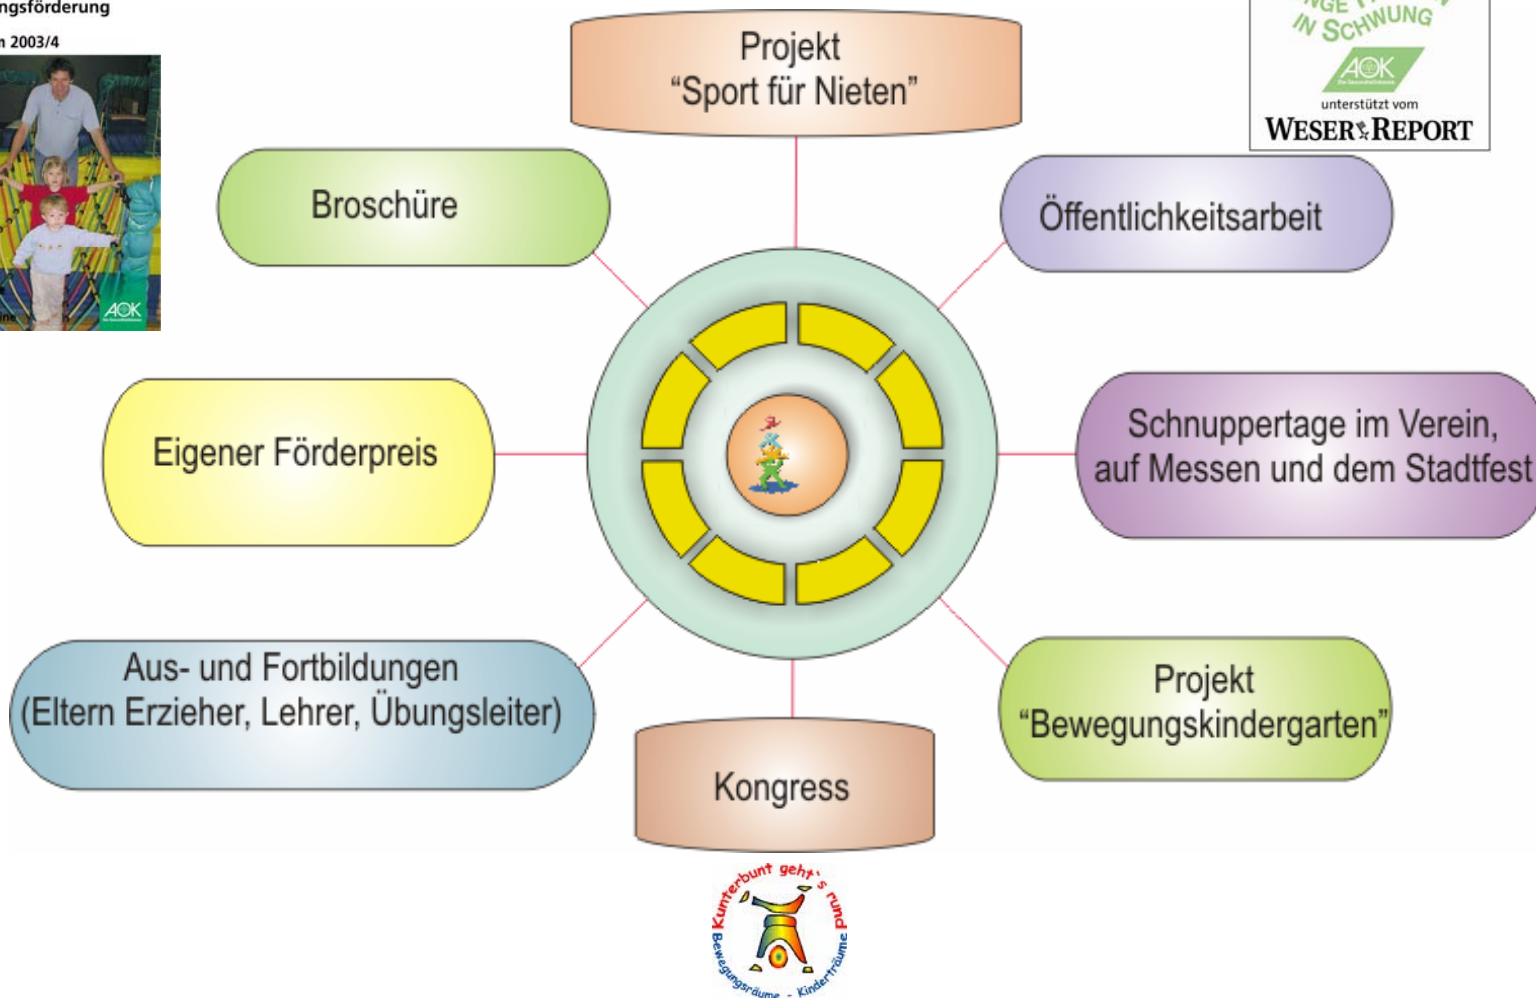 ngsförderung
2003/4
AOK
IN SCHWUNG
AOK
unterstützt vom
WESER REPORT
Projekt
“Sport für Nieten”
Broschüre
Öffentlichkeitsarbeit
Eigener Förderpreis
Schnuppertage im Verein,
auf Messen und dem Stadtfest
Aus- und Fortbildungen
(Eltern Erzieher, Lehrer, Übungsleiter)
Projekt
“Bewegungskindergarten”
Kongress
Kunterbunt geht`s rund
Bewegungsräume - Kinderträume